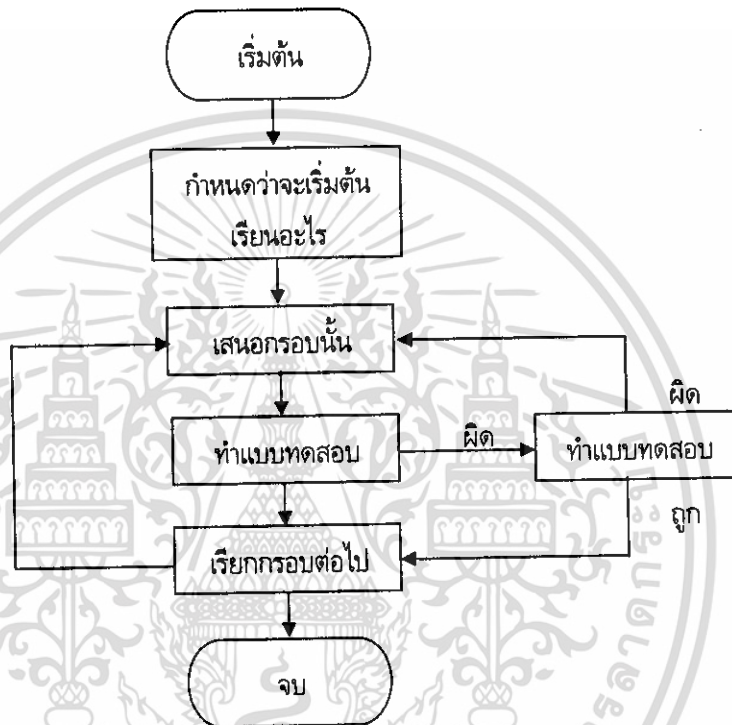 เริ่มต้น
กำหนดว่าจะเริ่มต้น
เรียนอะไร
เสนอกรอบนั้น
ผิด
ทำแบบทดสอบ
ผิด
ทำแบบทดสอบ
ถูก
เรียกกรอบต่อไป
จบ